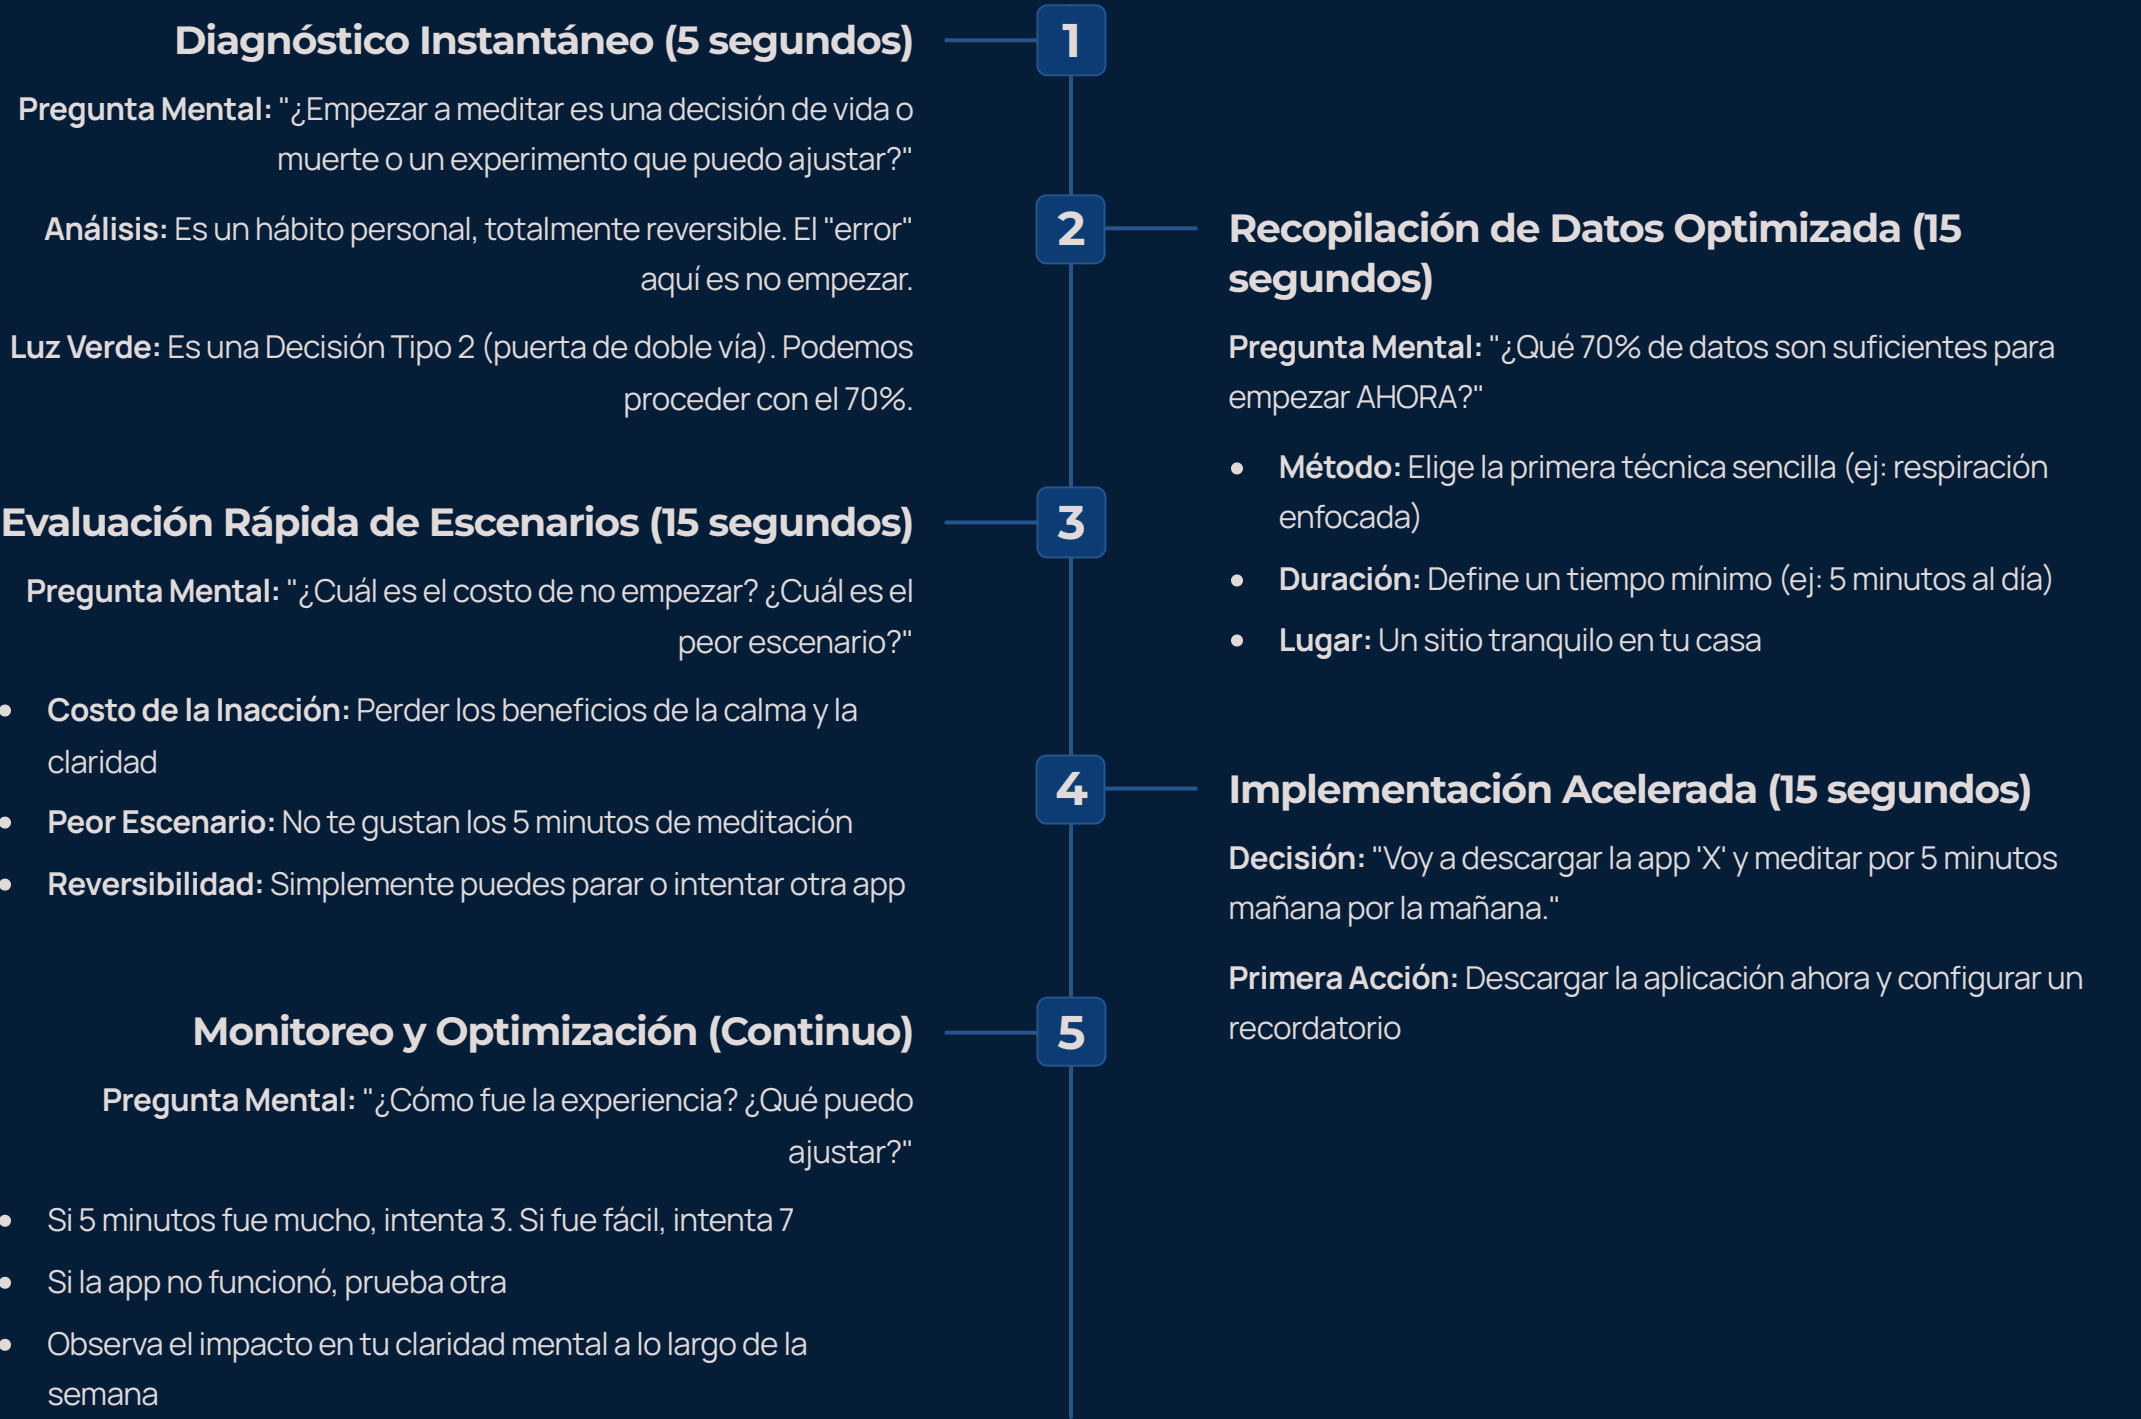 Diagnóstico Instantáneo (5 segundos)
1
Pregunta Mental: "¿Empezar a meditar es una decisión de vida o
muerte o un experimento que puedo ajustar?"
Análisis: Es un hábito personal, totalmente reversible. El "error"
aquí es no empezar.
Luz Verde: Es una Decisión Tipo 2 (puerta de doble vía). Podemos
proceder con el 70%.
2
Recopilación de Datos Optimizada (15
segundos)
Pregunta Mental: "¿Qué 70% de datos son suficientes para
empezar AHORA?"
• Método: Elige la primera técnica sencilla (ej: respiración
enfocada)
• Duración: Define un tiempo mínimo (ej: 5 minutos al día)
• Lugar: Un sitio tranquilo en tu casa
Evaluación Rápida de Escenarios (15 segundos)
3
Pregunta Mental: "¿Cuál es el costo de no empezar? ¿Cuál es el
peor escenario?"
• Costo de la Inacción: Perder los beneficios de la calma y la
claridad
• Peor Escenario: No te gustan los 5 minutos de meditación
• Reversibilidad: Simplemente puedes parar o intentar otra app
4
Implementación Acelerada (15 segundos)
Decisión: "Voy a descargar la app 'X' y meditar por 5 minutos
mañana por la mañana."
Primera Acción: Descargar la aplicación ahora y configurar un
recordatorio
Monitoreo y Optimización (Continuo)
5
Pregunta Mental: "¿Cómo fue la experiencia? ¿Qué puedo
ajustar?"
• Si 5 minutos fue mucho, intenta 3. Si fue fácil, intenta 7
• Si la app no funcionó, prueba otra
• Observa el impacto en tu claridad mental a lo largo de la
semana